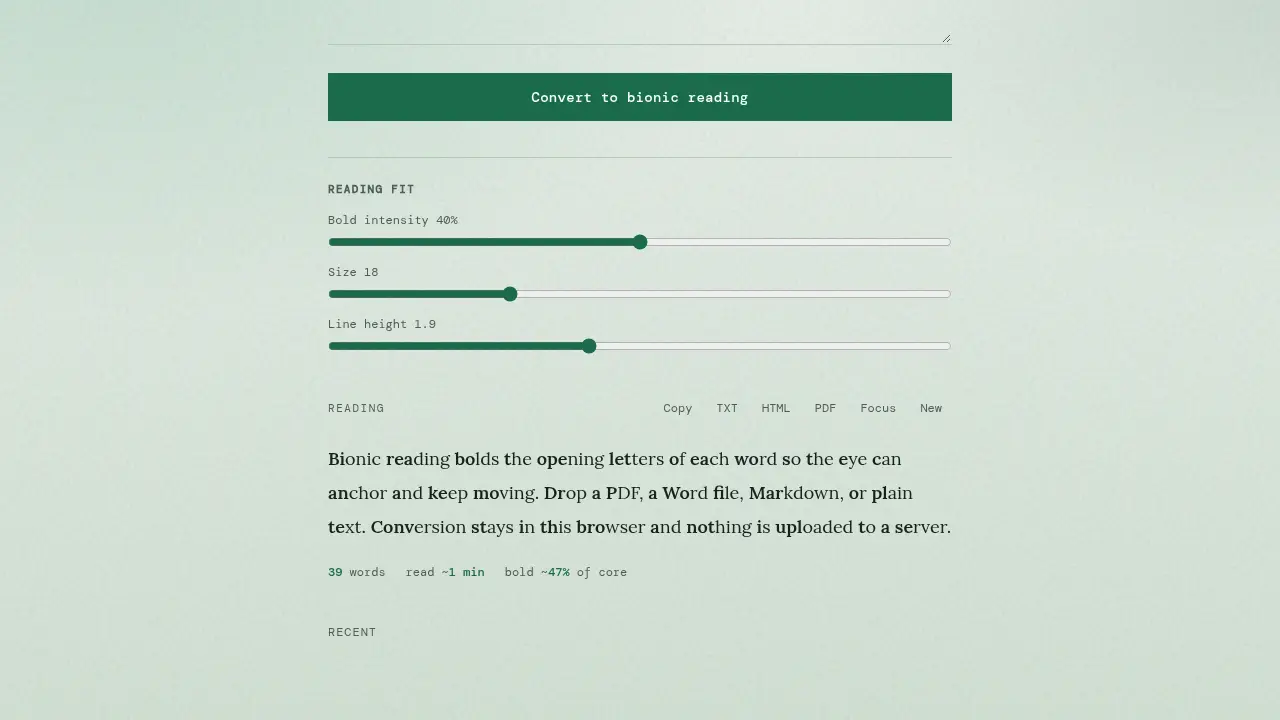 Convert to bionic reading
READING FIT
Bold intensity 40%
Size 18
Line height 1.9
READING Copy TXT HTML PDF Focus New
Bionic reading bolds the opening letters of each word so the eye can
anchor and keep moving. Drop a PDF, a Word file, Markdown, or plain
text. Conversion stays in this browser and nothing is uploaded to a server.
39 words read ~1 min bold ~47% of core
RECENT